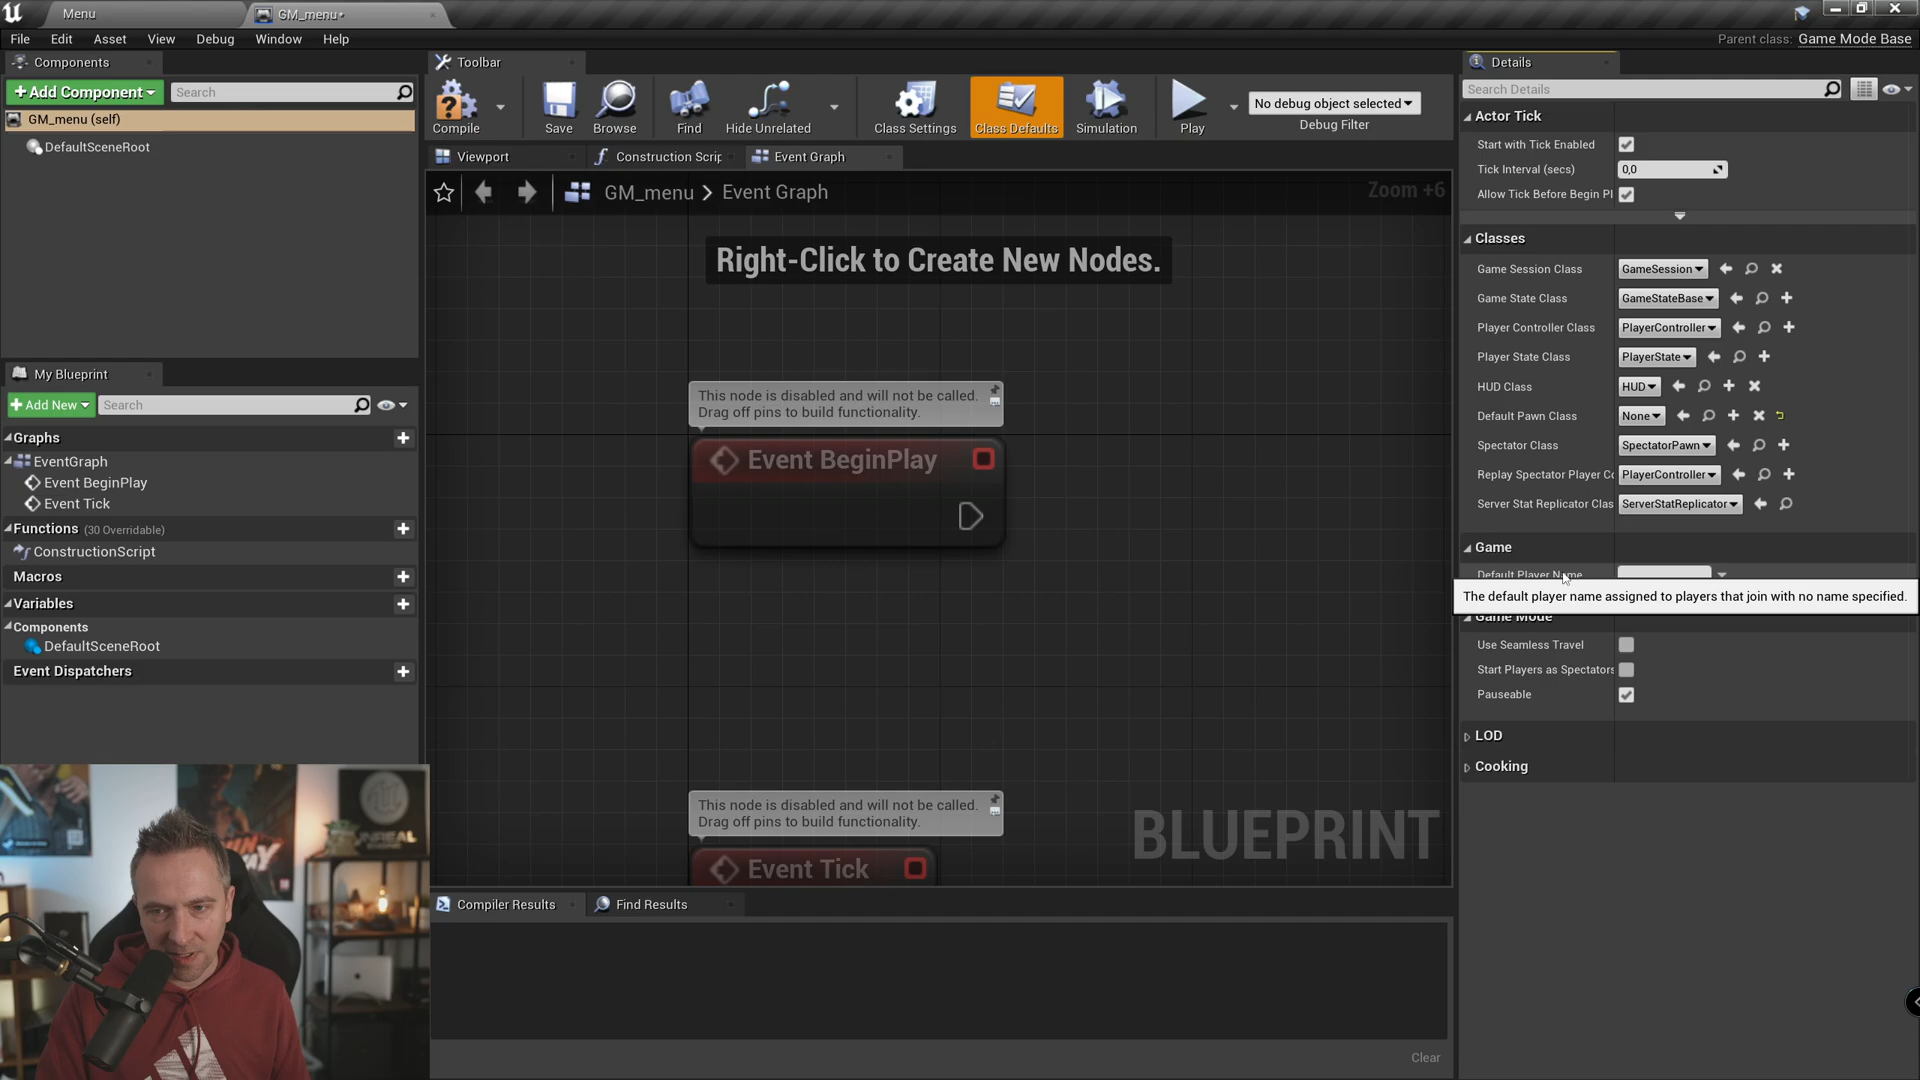 Menu
GM_menu*
File Edit Asset View Debug Window Help
Parent class: Game Mode Base
Components
+Add Component
Search
GM_menu (self)
DefaultSceneRoot
My Blueprint
+Add New
Search
Graphs
EventGraph
Event BeginPlay
Event Tick
Functions (30 Overridable)
ConstructionScript
Macros
Variables
Components
DefaultSceneRoot
Event Dispatchers
Toolbar
Compile
Save
Browse
Find
Hide Unrelated
Class Settings
Class Defaults
Simulation
Play
No debug object selected
Debug Filter
Viewport
Construction Scrip
Event Graph
GM_menu > Event Graph
Zoom +6
Right-Click to Create New Nodes.
This node is disabled and will not be called.
Drag off pins to build functionality.
Event BeginPlay
This node is disabled and will not be called.
Drag off pins to build functionality.
Event Tick
BLUEPRINT
Compiler Results
Find Results
Clear
Details
Search Details
Actor Tick
Start with Tick Enabled
Tick Interval (secs) 0,0
Allow Tick Before Begin Pl
Classes
Game Session Class GameSession
Game State Class GameStateBase
Player Controller Class PlayerController
Player State Class PlayerState
HUD Class HUD
Default Pawn Class None
Spectator Class SpectatorPawn
Replay Spectator Player Co PlayerController
Server Stat Replicator Clas ServerStatReplicator
Game
Default Player Name
The default player name assigned to players that join with no name specified.
Game Mode
Use Seamless Travel
Start Players as Spectators
Pauseable
LOD
Cooking